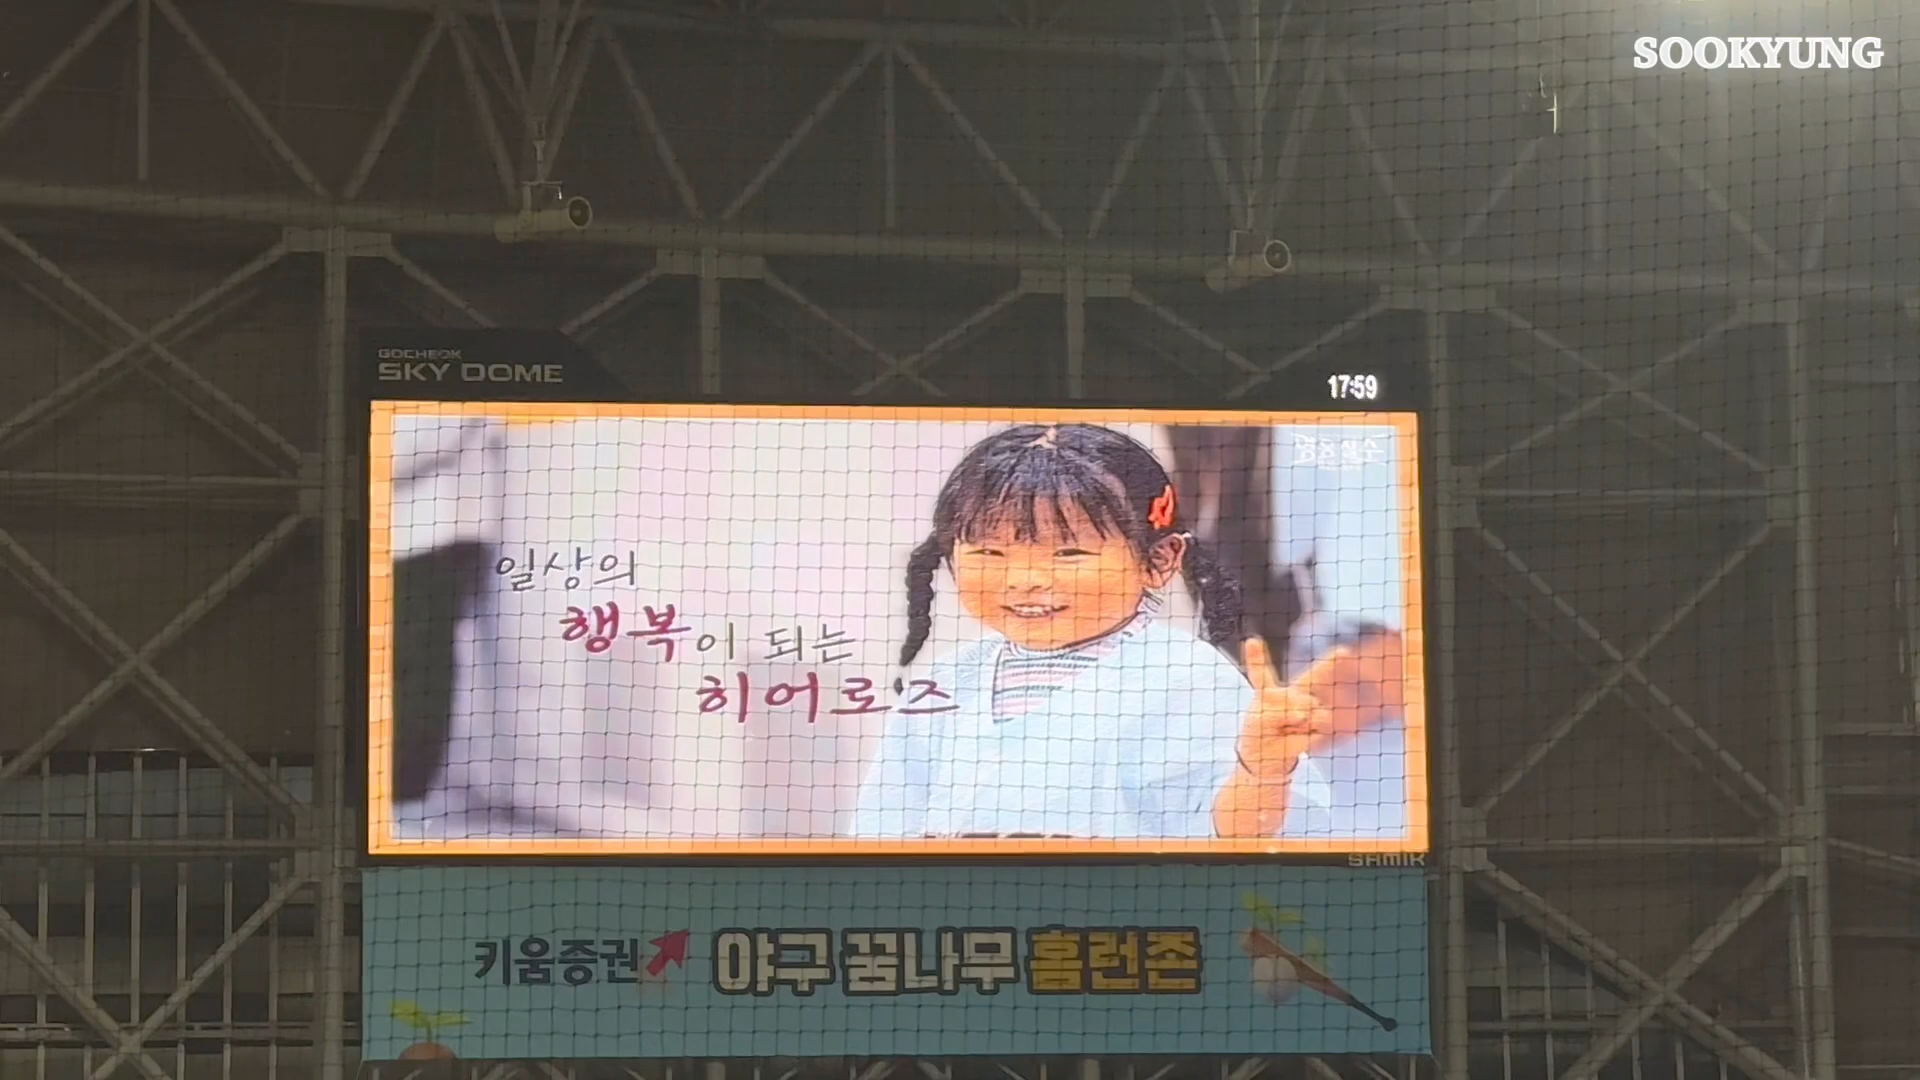 SOOKYUNG
GOCHEOK
SKY DOME
17:59
일상의
행복이 되는
히어로즈
SAMIK
키움증권 야구 꿈나무 홈런존